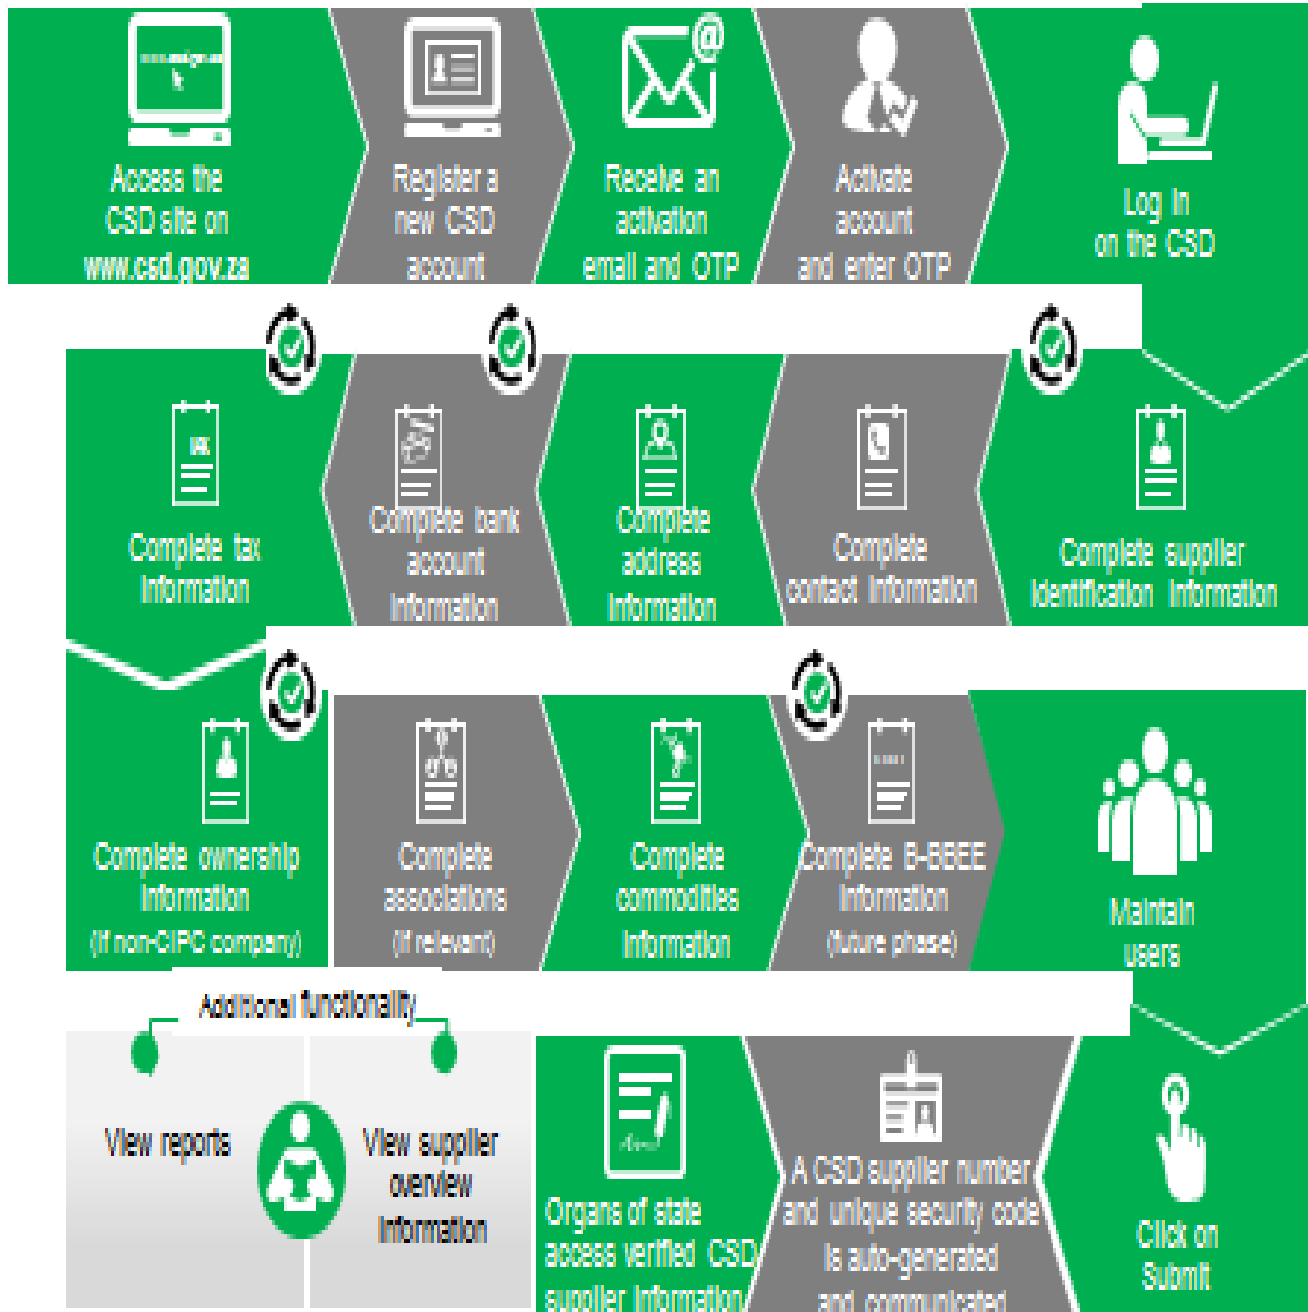 Access the
CSD site on
www.csd.gov.za
Register a
new CSD
account
Receive an
activation
email and OTP
Activate
account
and enter OTP
Log in
on the CSD
Complete tax
Information
Complete bank
account
Information
Complete
address
Information
Complete
contact Information
Complete supplier
Identification Information
Complete ownership
Information
(If non-CIPC company)
Complete
associations
(If relevant)
Complete
commodities
Information
Complete B-BBEE
Information
(future phase)
Maintain
users
Additional functionality
View reports
View supplier
overview
Information
Organs of state
access verified CSD
supplier Information
A CSD supplier number
and unique security code
is auto-generated
and communicated
Click on
Submit